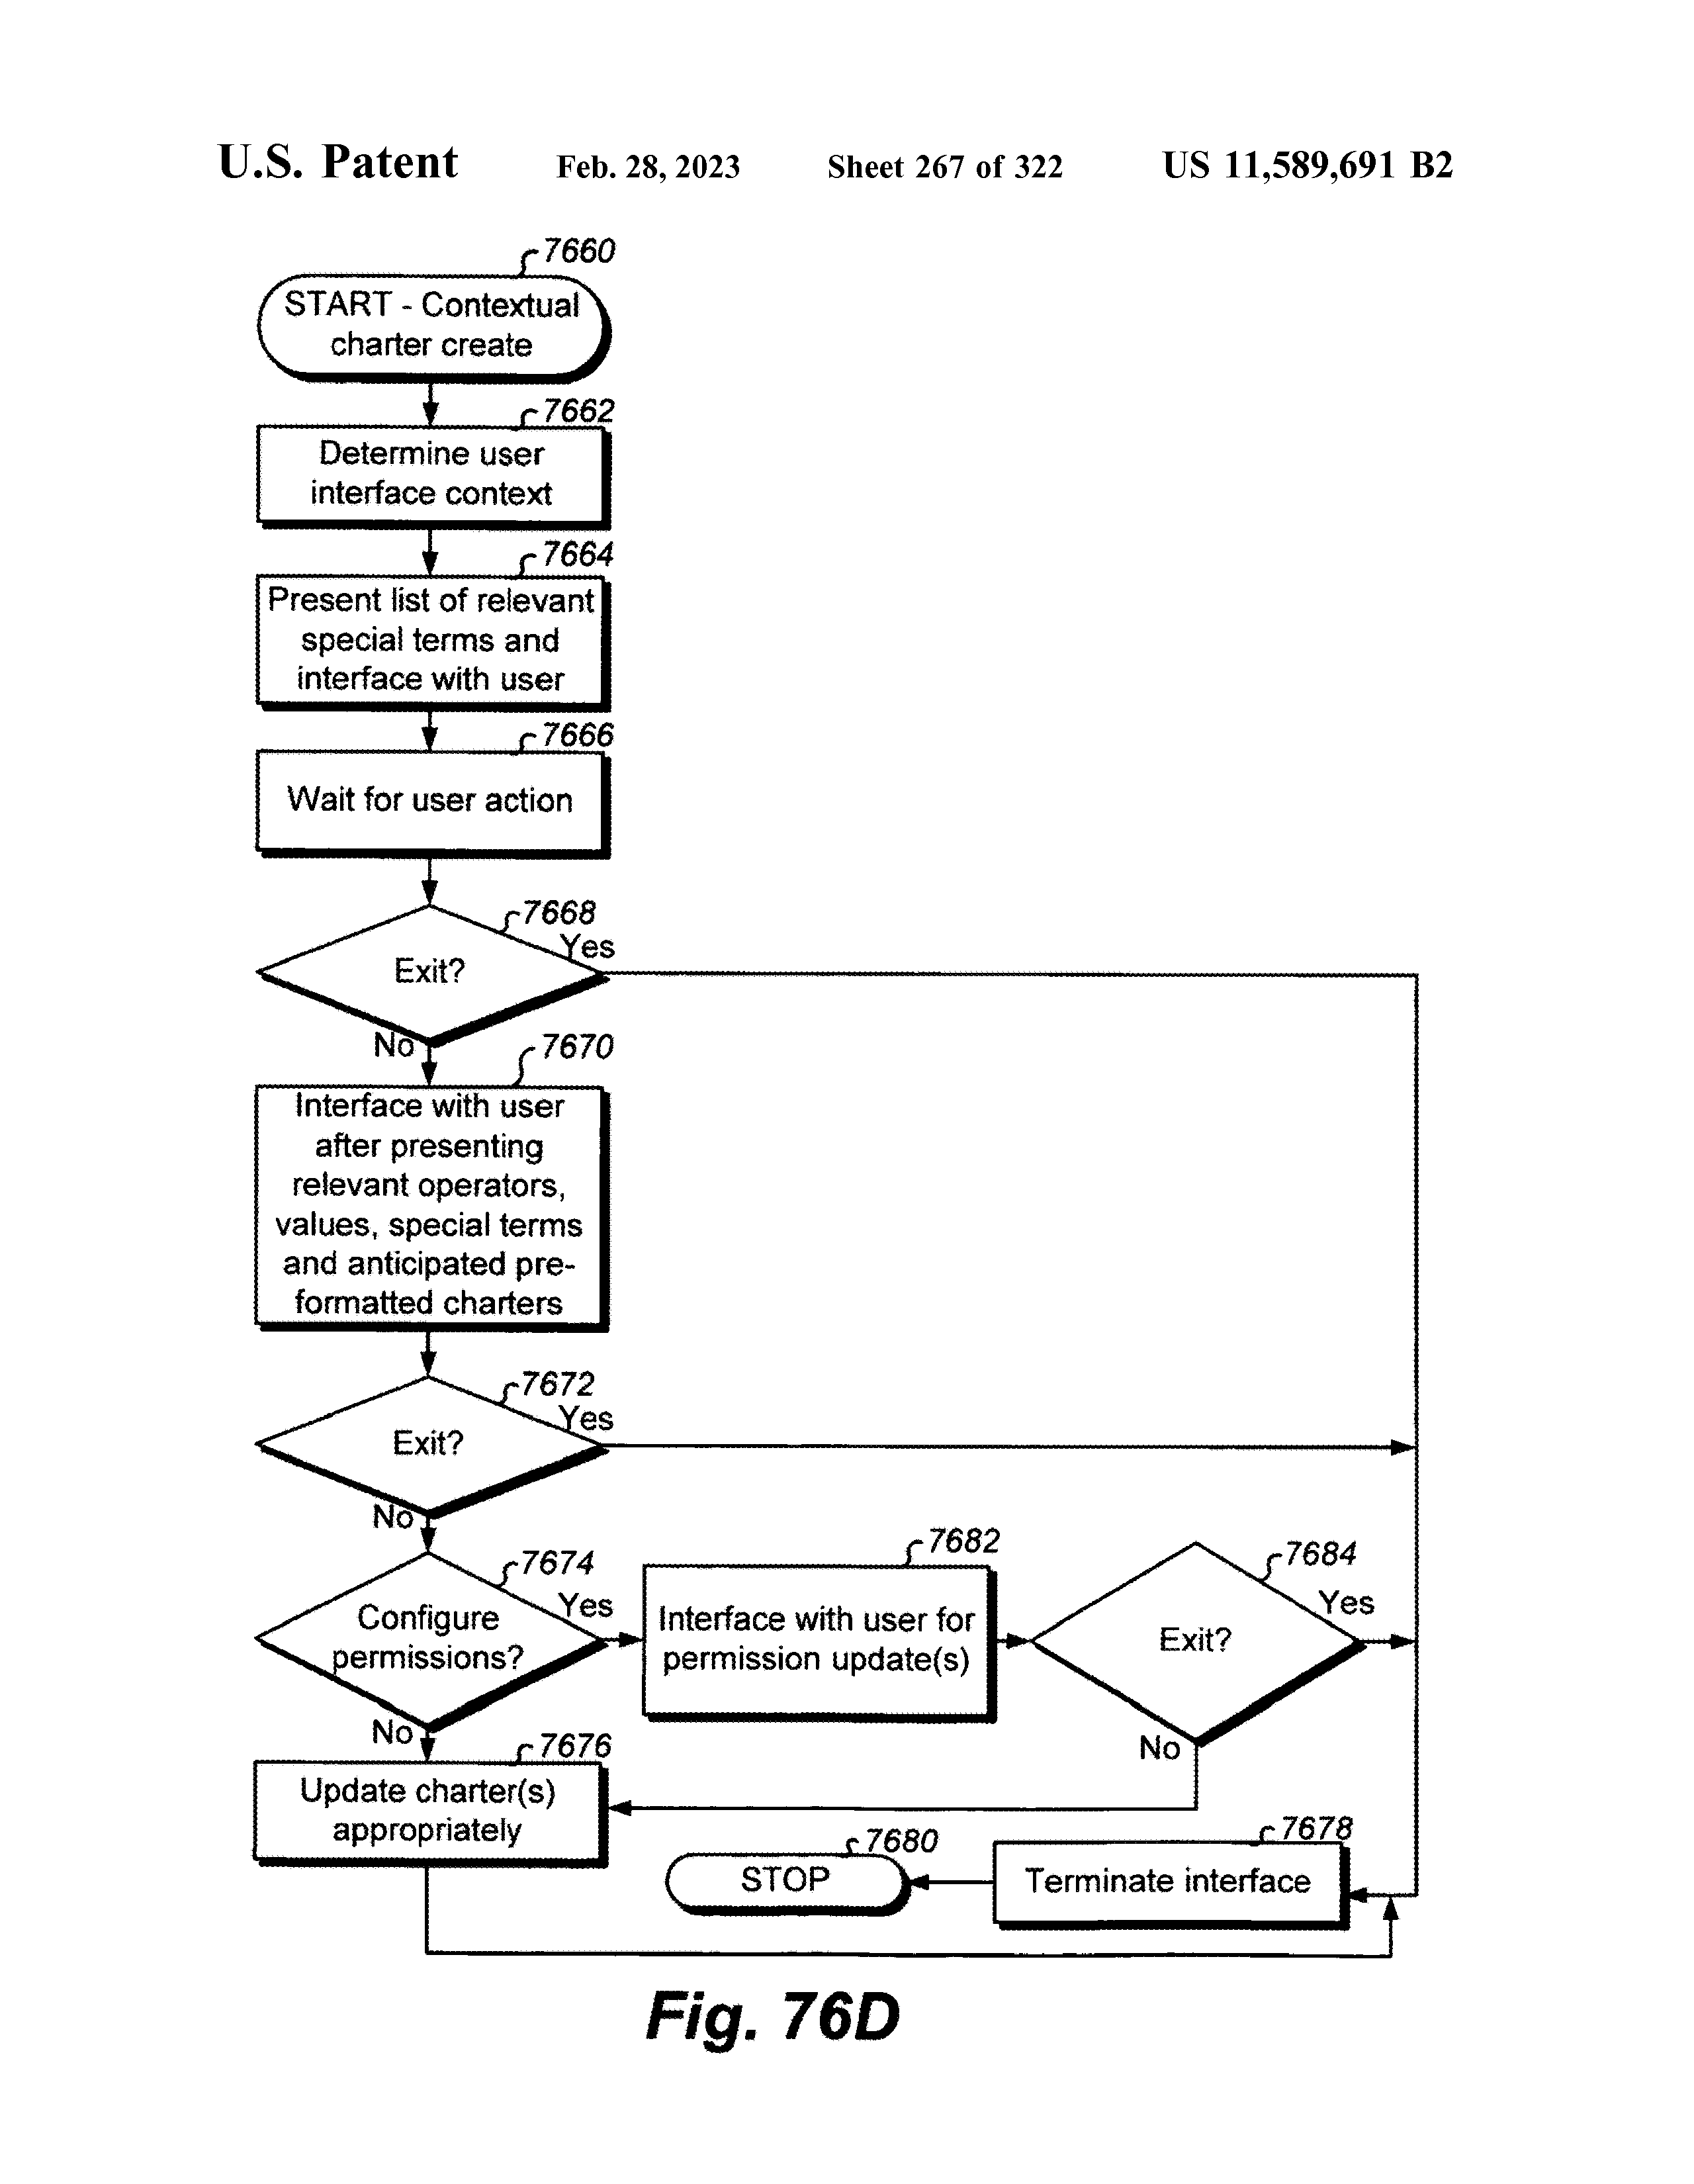 U.S. Patent Feb. 28, 2023 Sheet 267 of 322 US 11,589,691 B2
7660
START - Contextual
charter create
7662
Determine user
interface context
7664
Present list of relevant
special terms and
interface with user
7666
Wait for user action
7668
Yes
Exit?
No
7670
Interface with user
after presenting
relevant operators,
values, special terms
and anticipated pre-
formatted charters
7672
Yes
Exit?
No
7674
Yes
Configure
permissions?
No
7682
Interface with user for
permission update(s)
7684
Yes
Exit?
No
7676
Update charter(s)
appropriately
7678
Terminate interface
7680
STOP
Fig. 76D